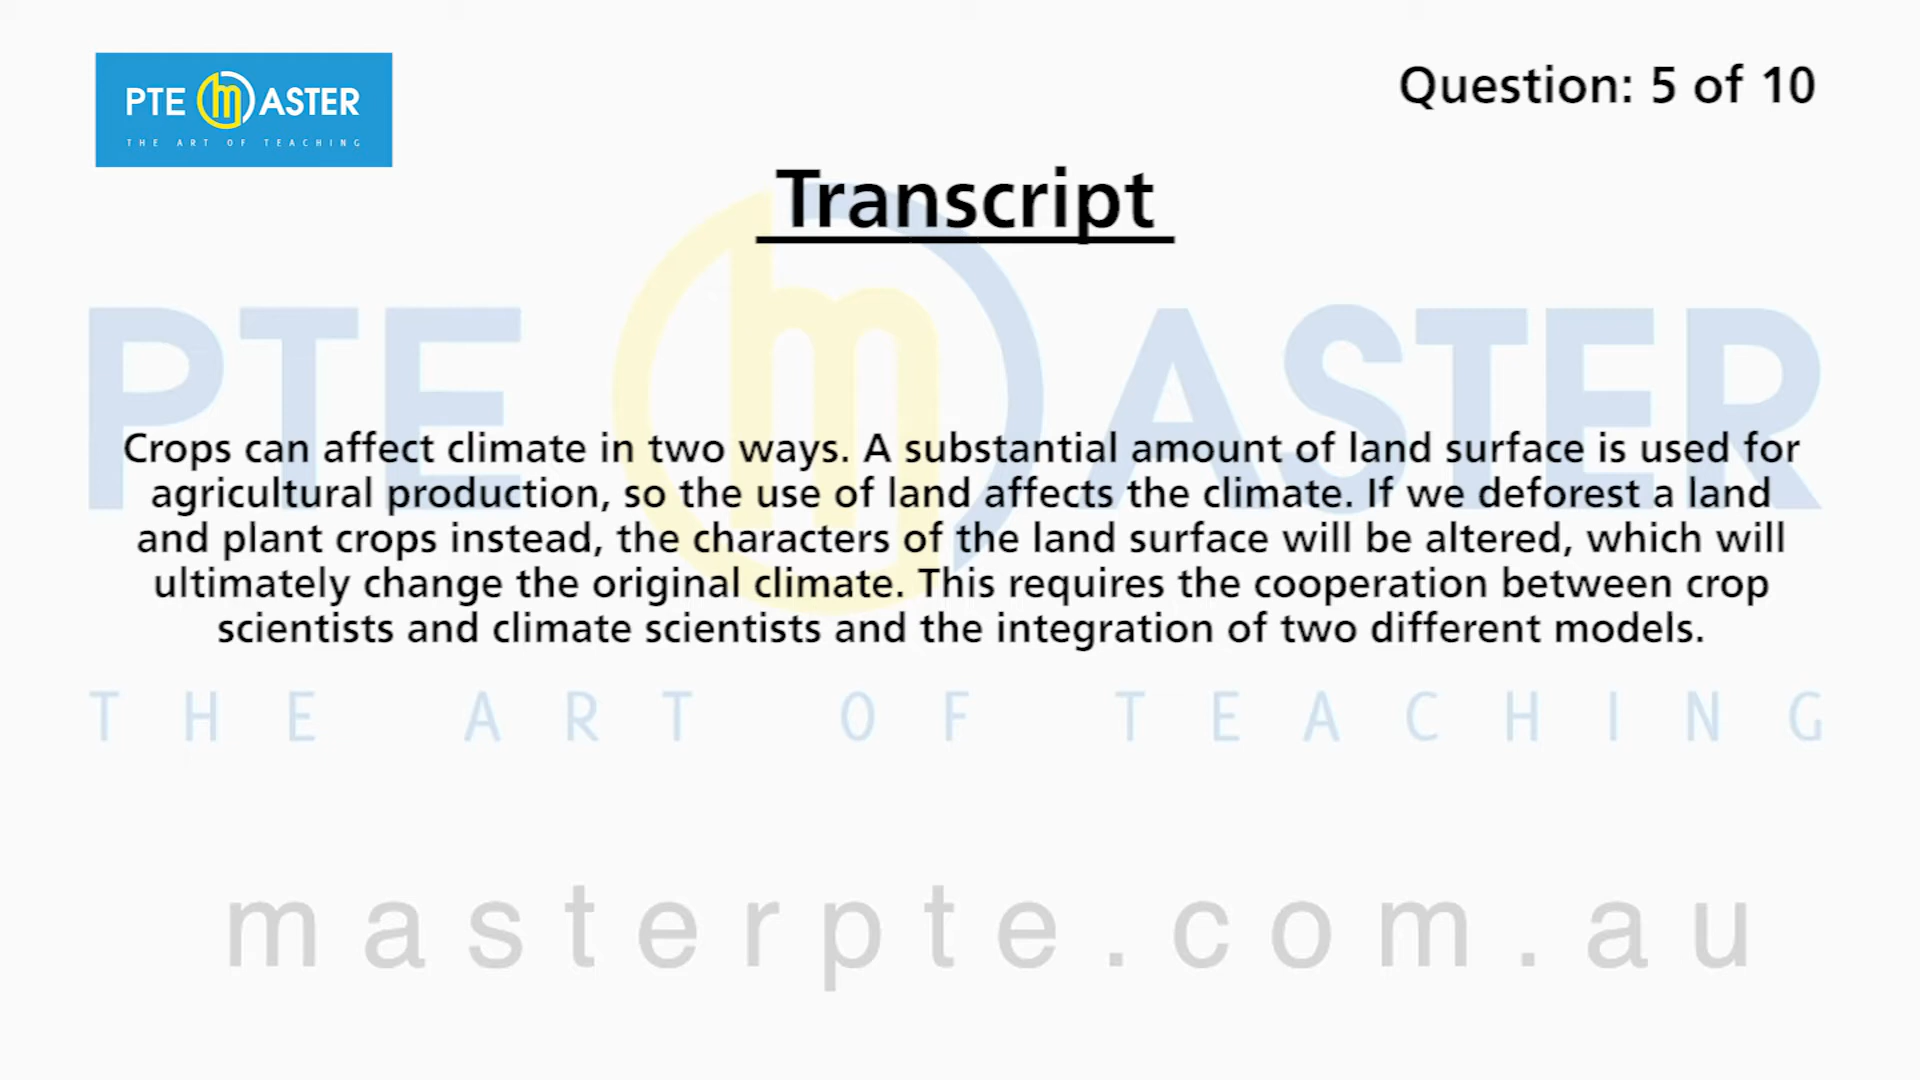 PTE MASTER
THE ART OF TEACHING
Question: 5 of 10
Transcript
PTE MASTER
Crops can affect climate in two ways. A substantial amount of land surface is used for
agricultural production, so the use of land affects the climate. If we deforest a land
and plant crops instead, the characters of the land surface will be altered, which will
ultimately change the original climate. This requires the cooperation between crop
scientists and climate scientists and the integration of two different models.
THE ART OF TEACHING
masterpte.com.au